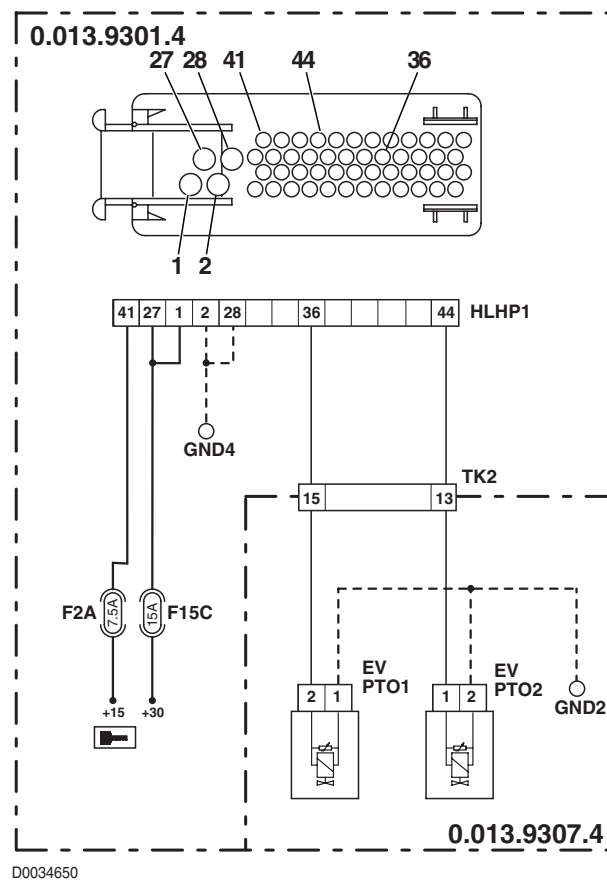 0.013.9301.4
27 28 41 44 36
1 2
41 27 1 2 28 36 44 HLHP1
GND4
TK2
15 13
F2A 7.5A 15A F15C
EV
PTO1
EV
PTO2
2 1 1 2
GND2
+15 +30
0.013.9307.4
D0034650